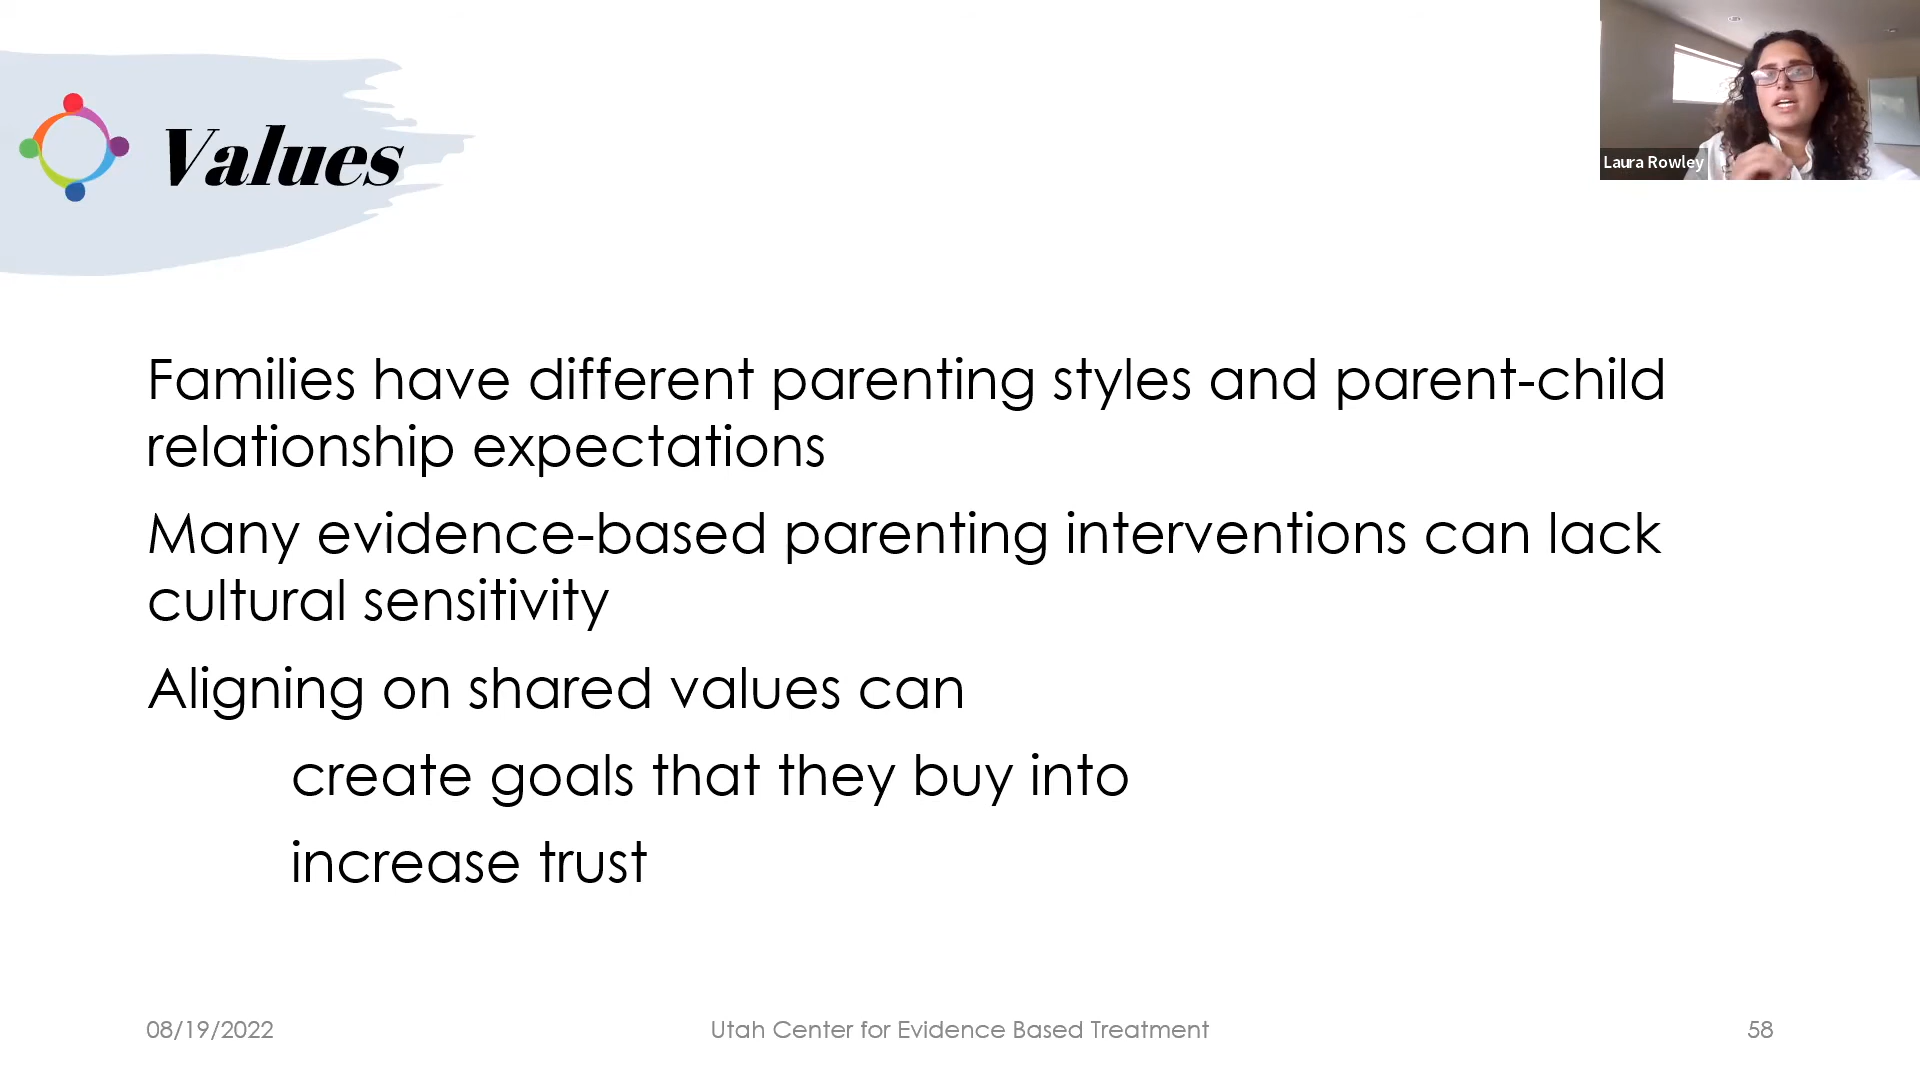 Values
Laura Rowley
Families have different parenting styles and parent-child
relationship expectations
Many evidence-based parenting interventions can lack
cultural sensitivity
Aligning on shared values can
create goals that they buy into
increase trust
08/19/2022
Utah Center for Evidence Based Treatment
58